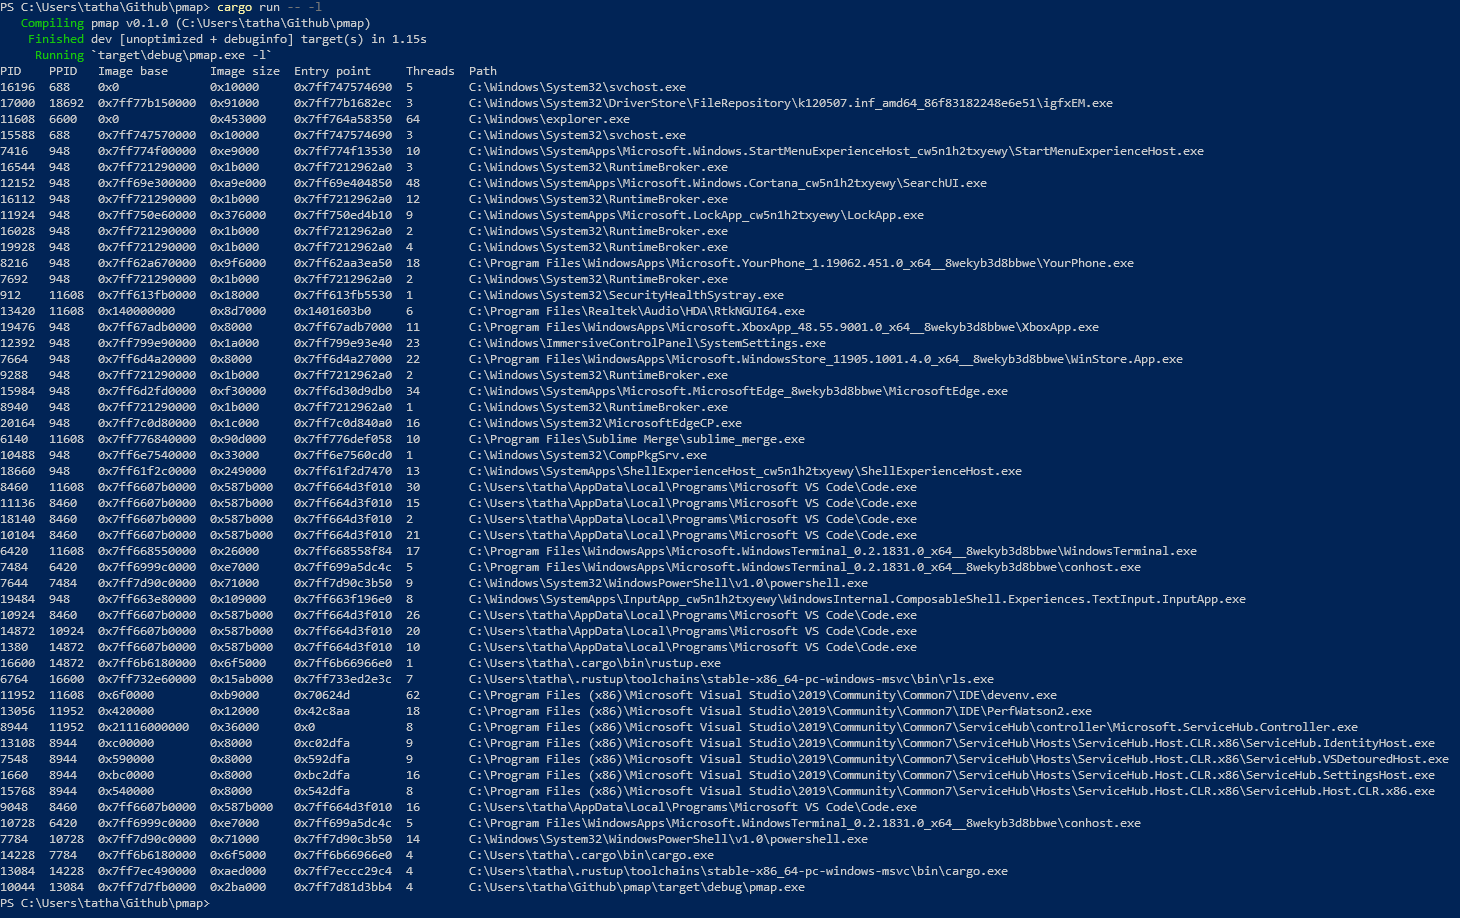 PS C:\Users\tatha\Github\pmap> cargo run -- -l
   Compiling pmap v0.1.0 (C:\Users\tatha\Github\pmap)
    Finished dev [unoptimized + debuginfo] target(s) in 1.15s
     Running `target\debug\pmap.exe -l`
PID    PPID   Image base      Image size  Entry point     Threads  Path
16196  688    0x0             0x10000     0x7ff747574690  5        C:\Windows\System32\svchost.exe
17000  18692  0x7ff77b150000  0x91000     0x7ff77b1682ec  3        C:\Windows\System32\DriverStore\FileRepository\k120507.inf_amd64_86f83182248e6e51\igfxEM.exe
11608  6600   0x0             0x453000    0x7ff764a58350  64       C:\Windows\explorer.exe
15588  688    0x7ff747570000  0x10000     0x7ff747574690  3        C:\Windows\System32\svchost.exe
7416   948    0x7ff774f00000  0xe9000     0x7ff774f13530  10       C:\Windows\SystemApps\Microsoft.Windows.StartMenuExperienceHost_cw5n1h2txyewy\StartMenuExperienceHost.exe
16544  948    0x7ff721290000  0x1b000     0x7ff7212962a0  3        C:\Windows\System32\RuntimeBroker.exe
12152  948    0x7ff69e300000  0xa9e000    0x7ff69e404850  48       C:\Windows\SystemApps\Microsoft.Windows.Cortana_cw5n1h2txyewy\SearchUI.exe
16112  948    0x7ff721290000  0x1b000     0x7ff7212962a0  12       C:\Windows\System32\RuntimeBroker.exe
11924  948    0x7ff750e60000  0x376000    0x7ff750ed4b10  9        C:\Windows\SystemApps\Microsoft.LockApp_cw5n1h2txyewy\LockApp.exe
16028  948    0x7ff721290000  0x1b000     0x7ff7212962a0  2        C:\Windows\System32\RuntimeBroker.exe
19928  948    0x7ff721290000  0x1b000     0x7ff7212962a0  4        C:\Windows\System32\RuntimeBroker.exe
8216   948    0x7ff62a670000  0x9f6000    0x7ff62aa3ea50  18       C:\Program Files\WindowsApps\Microsoft.YourPhone_1.19062.451.0_x64__8wekyb3d8bbwe\YourPhone.exe
7692   948    0x7ff721290000  0x1b000     0x7ff7212962a0  2        C:\Windows\System32\RuntimeBroker.exe
912    11608  0x7ff613fb0000  0x18000     0x7ff613fb5530  1        C:\Windows\System32\SecurityHealthSystray.exe
13420  11608  0x140000000     0x8d7000    0x1401603b0     6        C:\Program Files\Realtek\Audio\HDA\RtkNGUI64.exe
19476  948    0x7ff67adb0000  0x8000      0x7ff67adb7000  11       C:\Program Files\WindowsApps\Microsoft.XboxApp_48.55.9001.0_x64__8wekyb3d8bbwe\XboxApp.exe
12392  948    0x7ff799e90000  0x1a000     0x7ff799e93e40  23       C:\Windows\ImmersiveControlPanel\SystemSettings.exe
7664   948    0x7ff6d4a20000  0x8000      0x7ff6d4a27000  22       C:\Program Files\WindowsApps\Microsoft.WindowsStore_11905.1001.4.0_x64__8wekyb3d8bbwe\WinStore.App.exe
9288   948    0x7ff721290000  0x1b000     0x7ff7212962a0  2        C:\Windows\System32\RuntimeBroker.exe
15984  948    0x7ff6d2fd0000  0xf30000    0x7ff6d30d9db0  34       C:\Windows\SystemApps\Microsoft.MicrosoftEdge_8wekyb3d8bbwe\MicrosoftEdge.exe
8940   948    0x7ff721290000  0x1b000     0x7ff7212962a0  1        C:\Windows\System32\RuntimeBroker.exe
20164  948    0x7ff7c0d80000  0x1c000     0x7ff7c0d840a0  16       C:\Windows\System32\MicrosoftEdgeCP.exe
6140   11608  0x7ff776840000  0x90d000    0x7ff776def058  10       C:\Program Files\Sublime Merge\sublime_merge.exe
10488  948    0x7ff6e7540000  0x33000     0x7ff6e7560cd0  1        C:\Windows\System32\CompPkgSrv.exe
18660  948    0x7ff61f2c0000  0x249000    0x7ff61f2d7470  13       C:\Windows\SystemApps\ShellExperienceHost_cw5n1h2txyewy\ShellExperienceHost.exe
8460   11608  0x7ff6607b0000  0x587b000   0x7ff664d3f010  30       C:\Users\tatha\AppData\Local\Programs\Microsoft VS Code\Code.exe
11136  8460   0x7ff6607b0000  0x587b000   0x7ff664d3f010  15       C:\Users\tatha\AppData\Local\Programs\Microsoft VS Code\Code.exe
18140  8460   0x7ff6607b0000  0x587b000   0x7ff664d3f010  2        C:\Users\tatha\AppData\Local\Programs\Microsoft VS Code\Code.exe
10104  8460   0x7ff6607b0000  0x587b000   0x7ff664d3f010  21       C:\Users\tatha\AppData\Local\Programs\Microsoft VS Code\Code.exe
6420   11608  0x7ff668550000  0x26000     0x7ff668558f84  17       C:\Program Files\WindowsApps\Microsoft.WindowsTerminal_0.2.1831.0_x64__8wekyb3d8bbwe\WindowsTerminal.exe
7484   6420   0x7ff6999c0000  0xe7000     0x7ff699a5dc4c  5        C:\Program Files\WindowsApps\Microsoft.WindowsTerminal_0.2.1831.0_x64__8wekyb3d8bbwe\conhost.exe
7644   7484   0x7ff7d90c0000  0x71000     0x7ff7d90c3b50  9        C:\Windows\System32\WindowsPowerShell\v1.0\powershell.exe
19484  948    0x7ff663e80000  0x109000    0x7ff663f196e0  8        C:\Windows\SystemApps\InputApp_cw5n1h2txyewy\WindowsInternal.ComposableShell.Experiences.TextInput.InputApp.exe
10924  8460   0x7ff6607b0000  0x587b000   0x7ff664d3f010  26       C:\Users\tatha\AppData\Local\Programs\Microsoft VS Code\Code.exe
14872  10924  0x7ff6607b0000  0x587b000   0x7ff664d3f010  20       C:\Users\tatha\AppData\Local\Programs\Microsoft VS Code\Code.exe
1380   14872  0x7ff6607b0000  0x587b000   0x7ff664d3f010  10       C:\Users\tatha\AppData\Local\Programs\Microsoft VS Code\Code.exe
16600  14872  0x7ff6b6180000  0x6f5000    0x7ff6b66966e0  1        C:\Users\tatha\.cargo\bin\rustup.exe
6764   16600  0x7ff732e60000  0x15ab000   0x7ff733ed2e3c  7        C:\Users\tatha\.rustup\toolchains\stable-x86_64-pc-windows-msvc\bin\rls.exe
11952  11608  0x6f0000        0xb9000     0x70624d        62       C:\Program Files (x86)\Microsoft Visual Studio\2019\Community\Common7\IDE\devenv.exe
13056  11952  0x420000        0x12000     0x42c8aa        18       C:\Program Files (x86)\Microsoft Visual Studio\2019\Community\Common7\IDE\PerfWatson2.exe
8944   11952  0x21116000000   0x36000     0x0             8        C:\Program Files (x86)\Microsoft Visual Studio\2019\Community\Common7\ServiceHub\controller\Microsoft.ServiceHub.Controller.exe
13108  8944   0xc00000        0x8000      0xc02dfa        9        C:\Program Files (x86)\Microsoft Visual Studio\2019\Community\Common7\ServiceHub\Hosts\ServiceHub.Host.CLR.x86\ServiceHub.IdentityHost.exe
7548   8944   0x590000        0x8000      0x592dfa        9        C:\Program Files (x86)\Microsoft Visual Studio\2019\Community\Common7\ServiceHub\Hosts\ServiceHub.Host.CLR.x86\ServiceHub.VSDetouredHost.exe
1660   8944   0xbc0000        0x8000      0xbc2dfa        16       C:\Program Files (x86)\Microsoft Visual Studio\2019\Community\Common7\ServiceHub\Hosts\ServiceHub.Host.CLR.x86\ServiceHub.SettingsHost.exe
15768  8944   0x540000        0x8000      0x542dfa        8        C:\Program Files (x86)\Microsoft Visual Studio\2019\Community\Common7\ServiceHub\Hosts\ServiceHub.Host.CLR.x86\ServiceHub.Host.CLR.x86.exe
9048   8460   0x7ff6607b0000  0x587b000   0x7ff664d3f010  16       C:\Users\tatha\AppData\Local\Programs\Microsoft VS Code\Code.exe
10728  6420   0x7ff6999c0000  0xe7000     0x7ff699a5dc4c  5        C:\Program Files\WindowsApps\Microsoft.WindowsTerminal_0.2.1831.0_x64__8wekyb3d8bbwe\conhost.exe
7784   10728  0x7ff7d90c0000  0x71000     0x7ff7d90c3b50  14       C:\Windows\System32\WindowsPowerShell\v1.0\powershell.exe
14228  7784   0x7ff6b6180000  0x6f5000    0x7ff6b66966e0  4        C:\Users\tatha\.cargo\bin\cargo.exe
13084  14228  0x7ff7ec490000  0xaed000    0x7ff7eccc29c4  4        C:\Users\tatha\.rustup\toolchains\stable-x86_64-pc-windows-msvc\bin\cargo.exe
10044  13084  0x7ff7d7fb0000  0x2ba000    0x7ff7d81d3bb4  4        C:\Users\tatha\Github\pmap\target\debug\pmap.exe
PS C:\Users\tatha\Github\pmap>